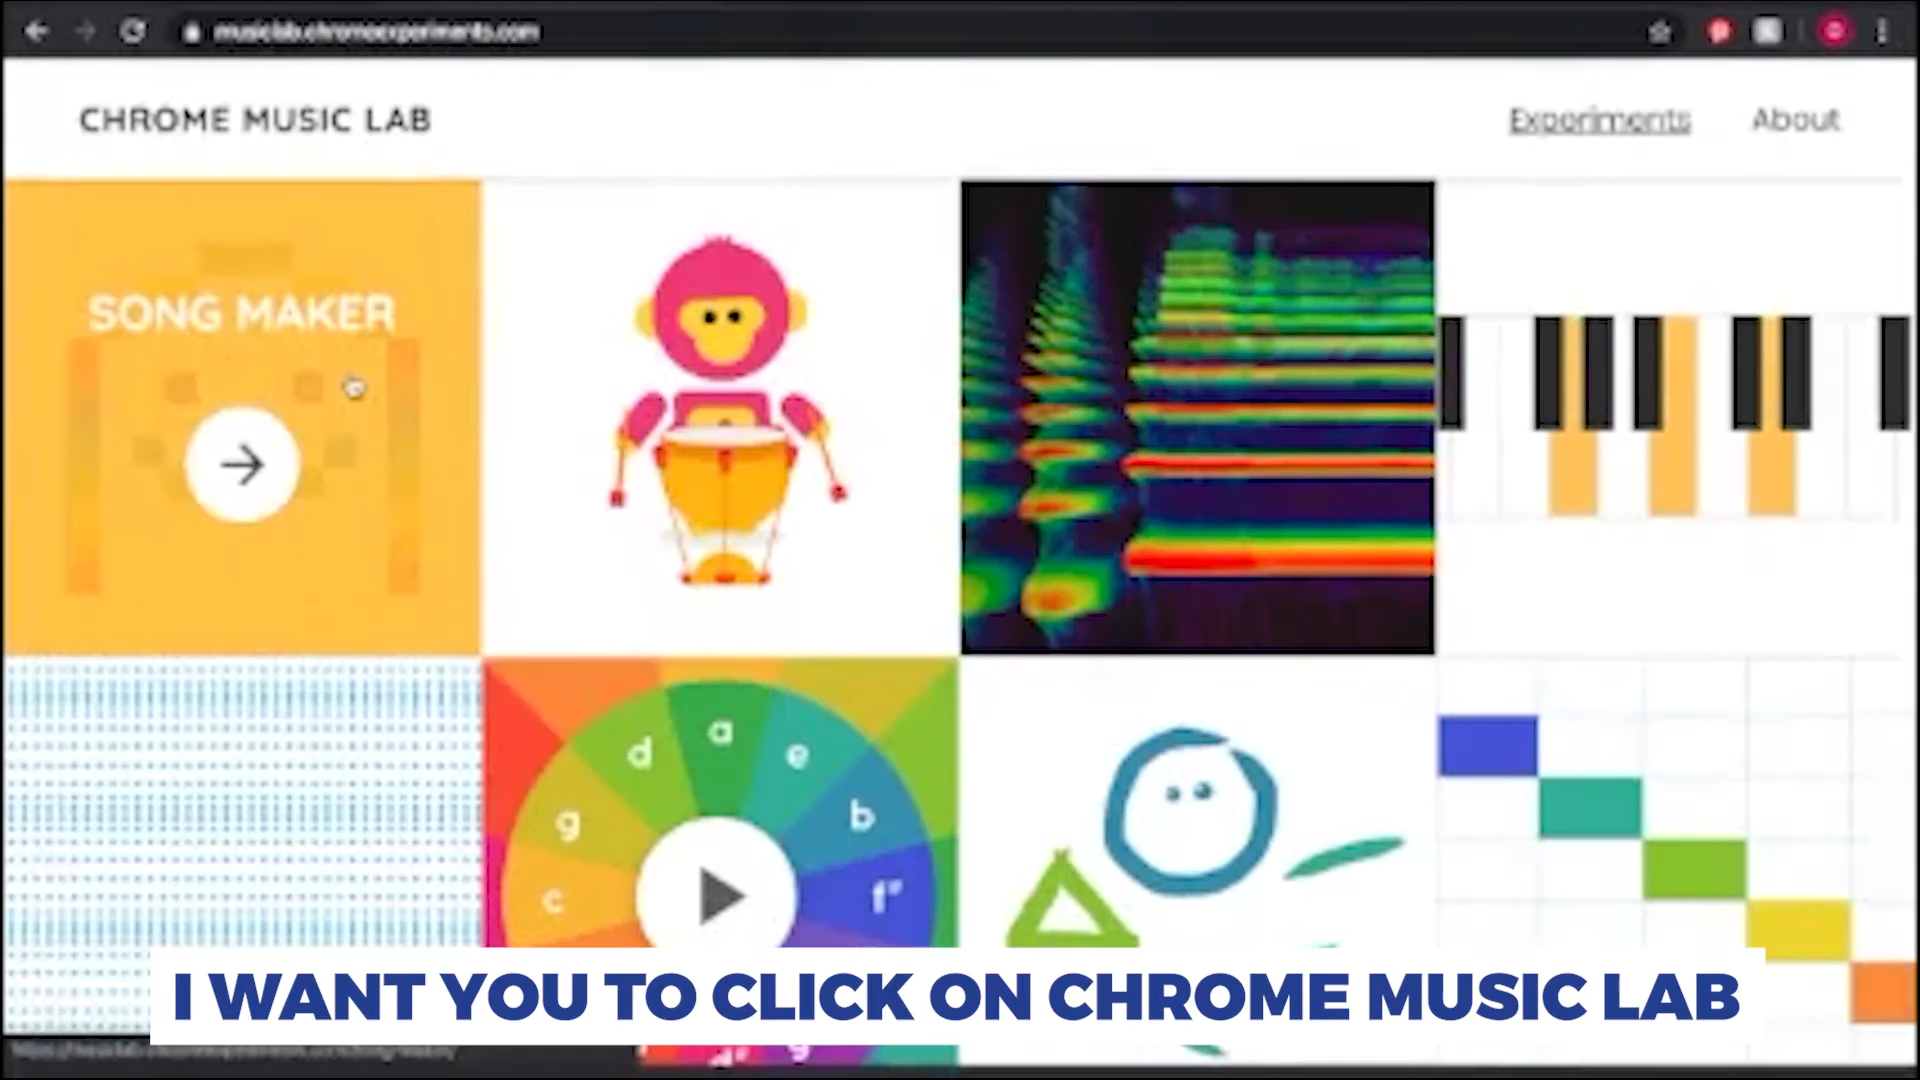 musiclab.chromeexperiments.com
CHROME MUSIC LAB
Experiments
About
SONG MAKER
d
a
e
g
b
c
f#
I WANT YOU TO CLICK ON CHROME MUSIC LAB